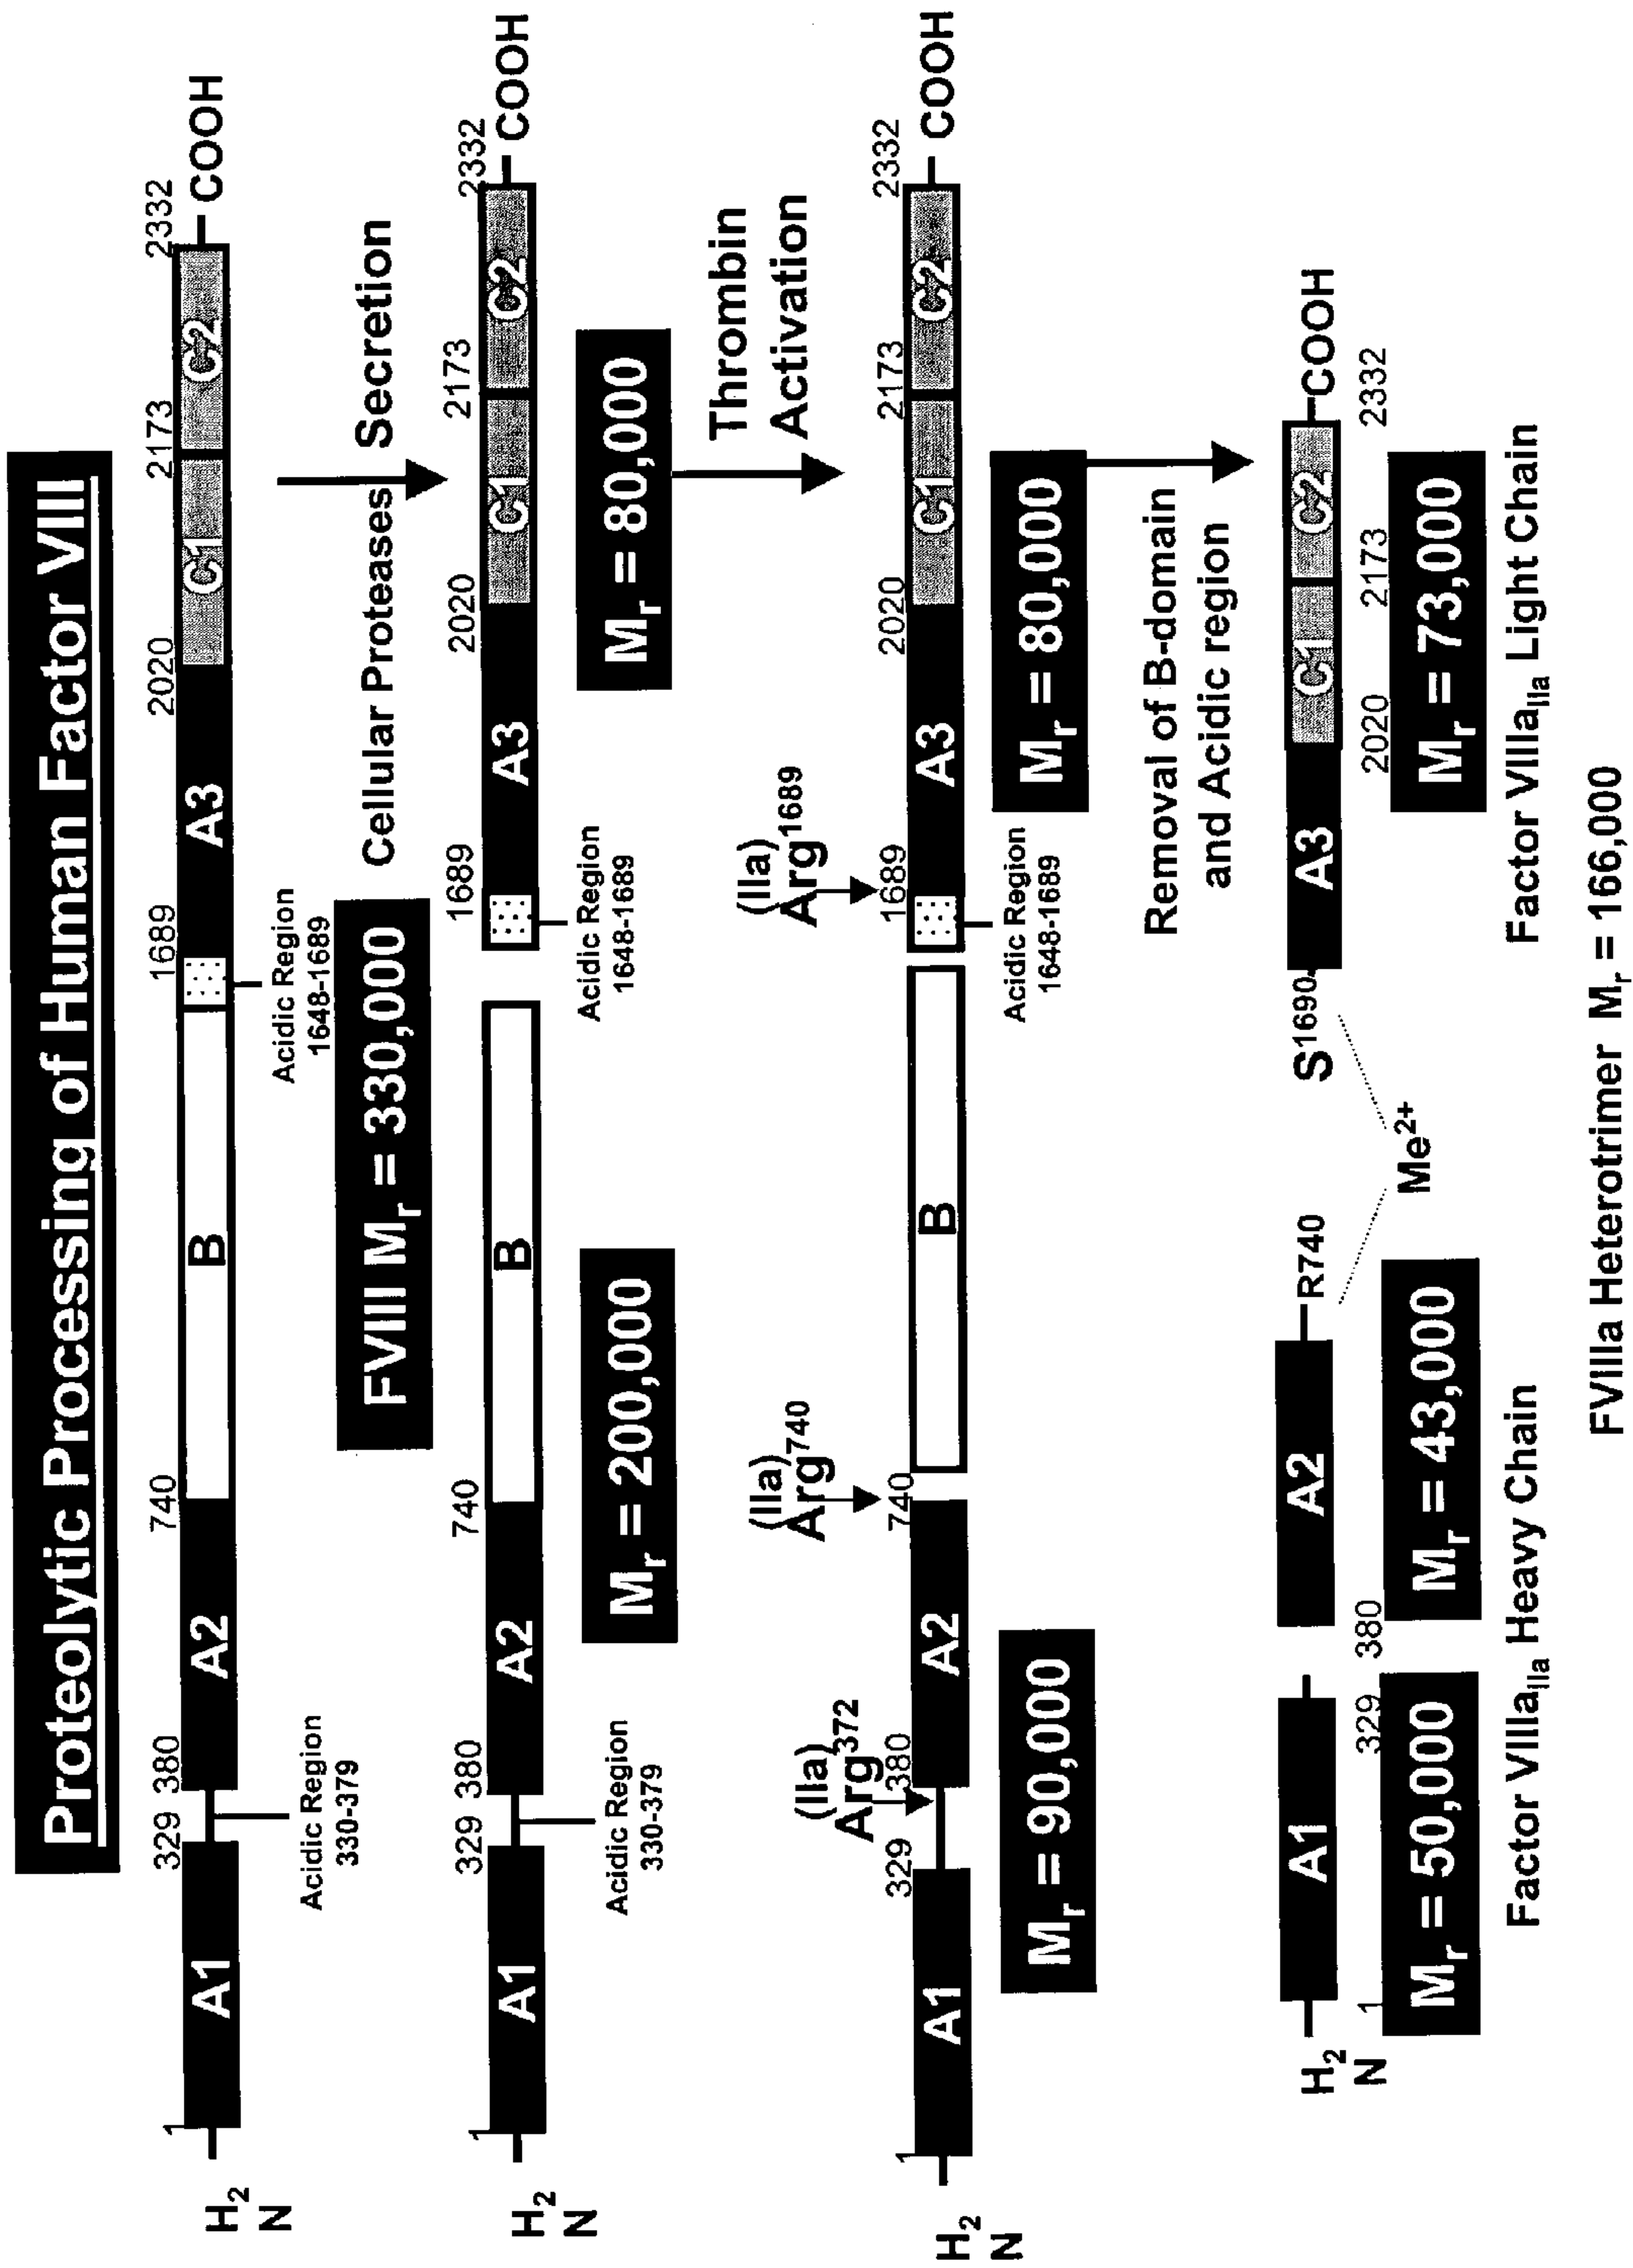 Proteolytic Processing of Human Factor VIII
1 329 380 740 1689 2020 2173 2332
H2
N
A1 A2 B A3 C1 C2 COOH
Acidic Region
330-379
Acidic Region
1648-1689
FVIII Mr = 330,000
Cellular Proteases
Secretion
1 329 380 740 1689 2020 2173 2332
H2
N
A1 A2 B A3 C1 C2 COOH
Acidic Region
330-379
Acidic Region
1648-1689
Mr = 200,000
Mr = 80,000
Thrombin
Activation
(IIa)
Arg372
(IIa)
Arg740
(IIa)
Arg1689
1 329 380 740 1689 2020 2173 2332
H2
N
A1 A2 B A3 C1 C2 COOH
Acidic Region
1648-1689
Mr = 90,000
Mr = 80,000
Removal of B-domain
and Acidic region
H2
N
A1 A2 R740 S1690 A3 C1 C2 COOH
1 329 380 2020 2173 2332
Me2+
Mr = 50,000
Mr = 43,000
Mr = 73,000
Factor VIIIaIIa Heavy Chain
Factor VIIIaIIa Light Chain
FVIIIa Heterotrimer Mr = 166,000